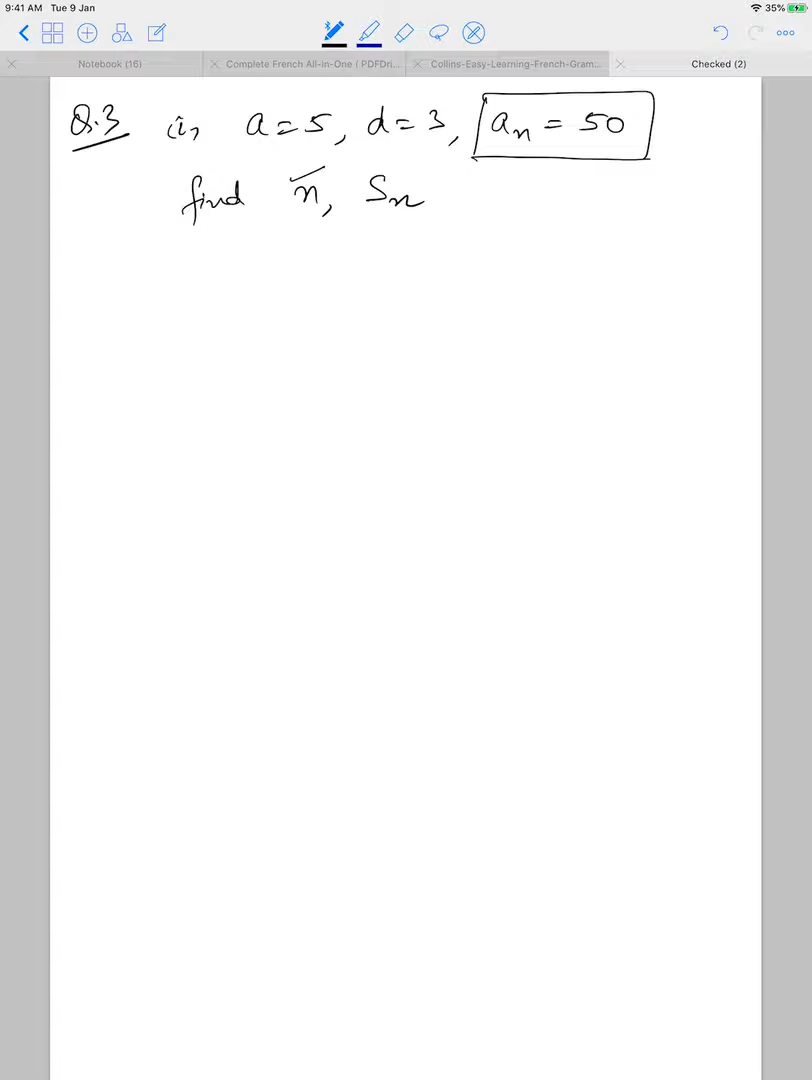 9:41 AM Tue 9 Jan 35%
Notebook (16) Complete French All-in-One ( PDFDri... Collins-Easy-Learning-French-Gram... Checked (2)
Q.3 (i) a = 5, d = 3, aₙ = 50
find n, Sₙ